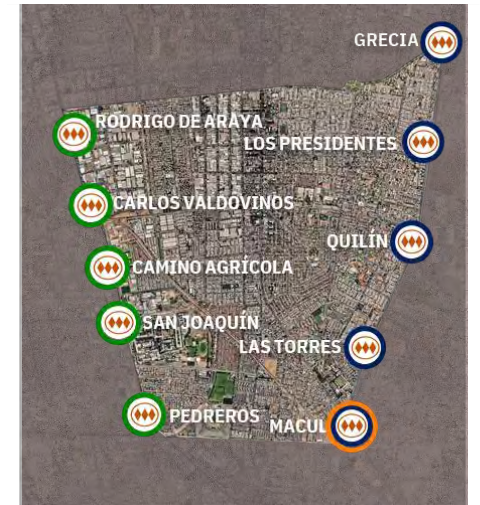 GRECIA
RODRIGO DE ARAYA
LOS PRESIDENTES
CARLOS VALDOVINOS
QUILÍN
CAMINO AGRÍCOLA
SAN JOAQUÍN
LAS TORRES
PEDREROS
MACUL